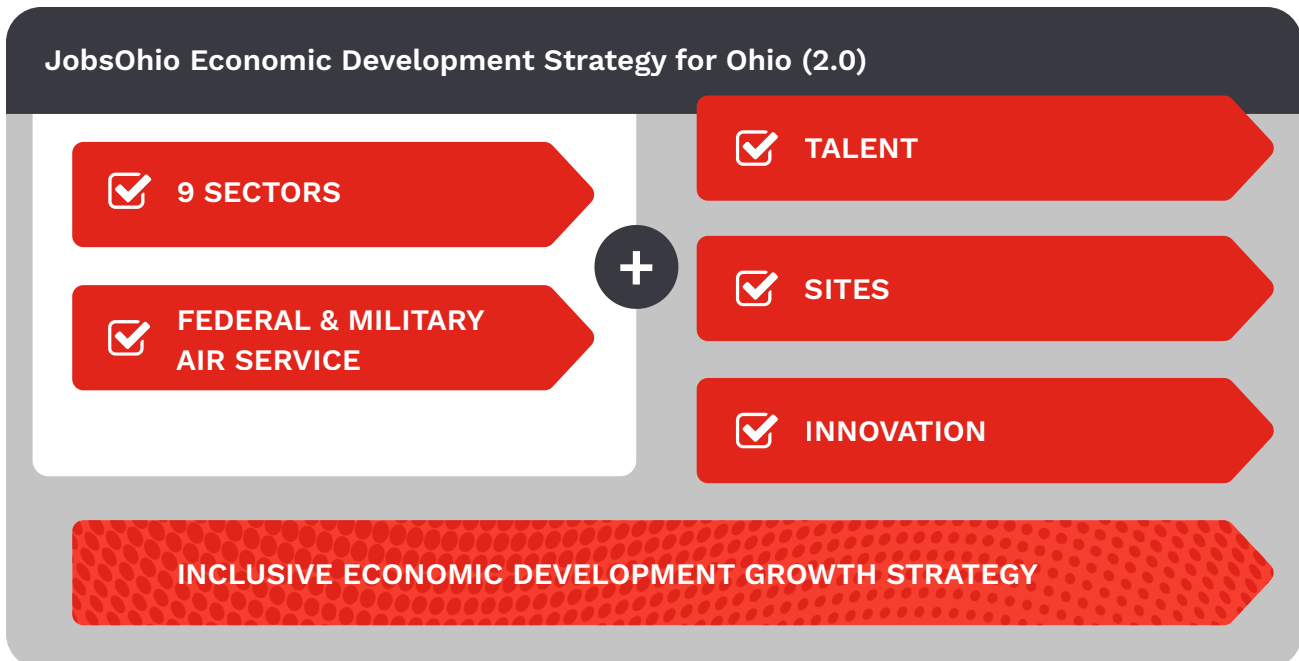 JobsOhio Economic Development Strategy for Ohio (2.0)
9 SECTORS
FEDERAL & MILITARY
AIR SERVICE
+
TALENT
SITES
INNOVATION
INCLUSIVE ECONOMIC DEVELOPMENT GROWTH STRATEGY